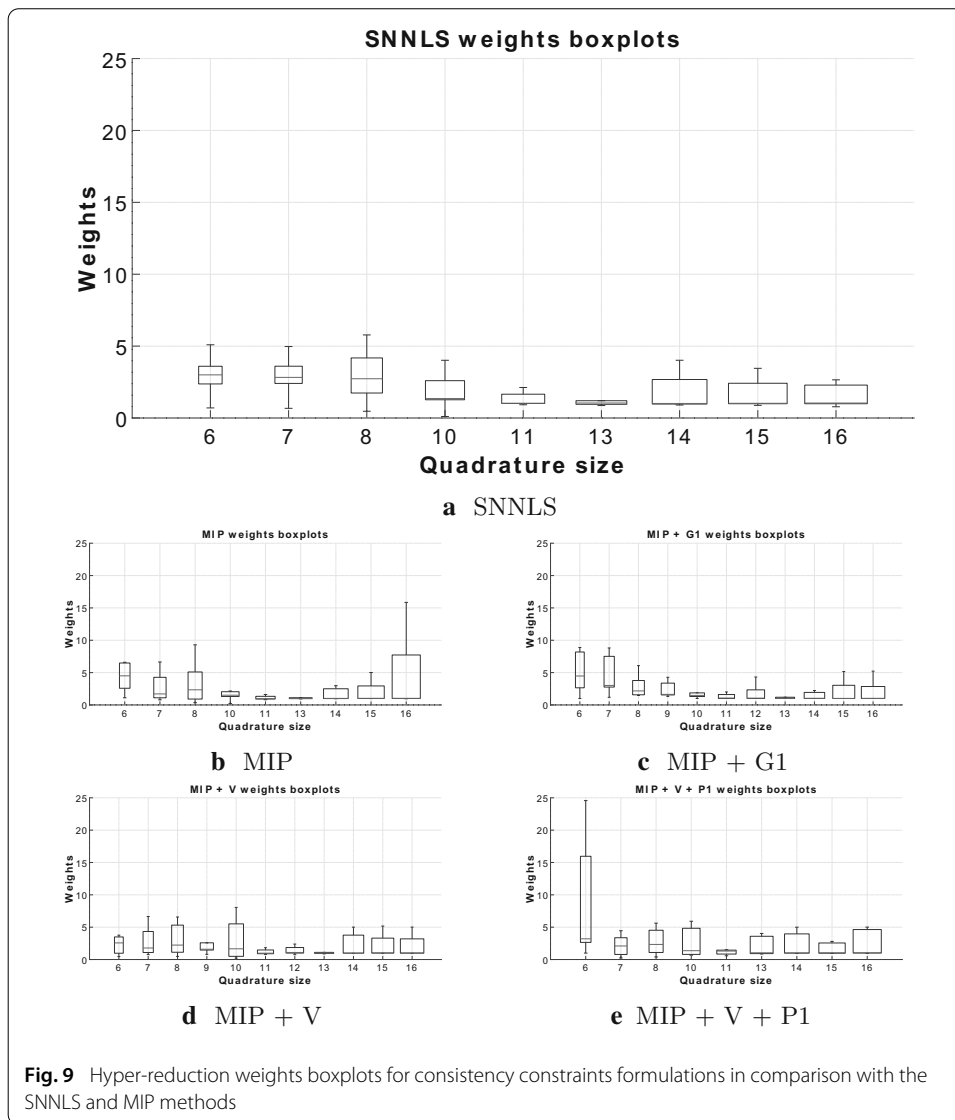 SNNLS weights boxplots
25
20
15
10
5
0
Weights
6 7 8 10 11 13 14 15 16
Quadrature size
a SNNLS
MIP weights boxplots
25
20
15
10
5
0
Weights
6 7 8 10 11 13 14 15 16
Quadrature size
b MIP
MIP + G1 weights boxplots
25
20
15
10
5
0
Weights
6 7 8 9 10 11 12 13 14 15 16
Quadrature size
c MIP + G1
MIP + V weights boxplots
25
20
15
10
5
0
Weights
6 7 8 9 10 11 12 13 14 15 16
Quadrature size
d MIP + V
MIP + V + P1 weights boxplots
25
20
15
10
5
0
Weights
6 7 8 10 11 13 14 15 16
Quadrature size
e MIP + V + P1
Fig. 9 Hyper-reduction weights boxplots for consistency constraints formulations in comparison with the
SNNLS and MIP methods